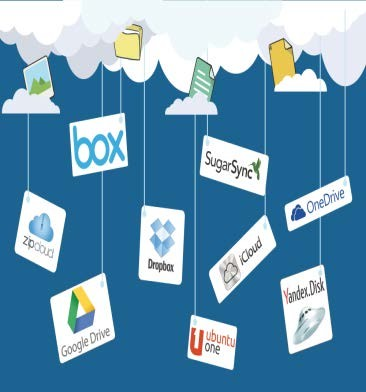 box
SugarSync
OneDrive
zipcloud
Dropbox
iCloud
Google Drive
ubuntu
one
Yandex.Disk